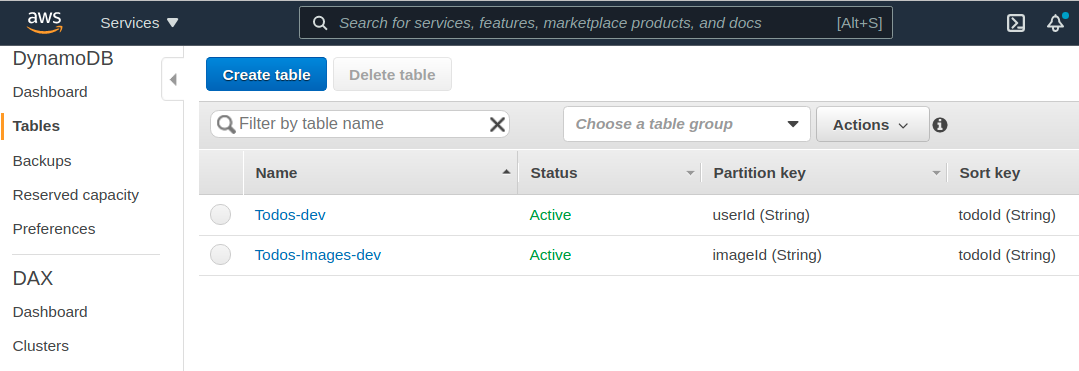 aws Services Search for services, features, marketplace products, and docs [Alt+S]
DynamoDB
Dashboard
Tables
Backups
Reserved capacity
Preferences
DAX
Dashboard
Clusters
Create table Delete table
Filter by table name Choose a table group Actions
Name Status Partition key Sort key
Todos-dev Active userId (String) todoId (String)
Todos-Images-dev Active imageId (String) todoId (String)